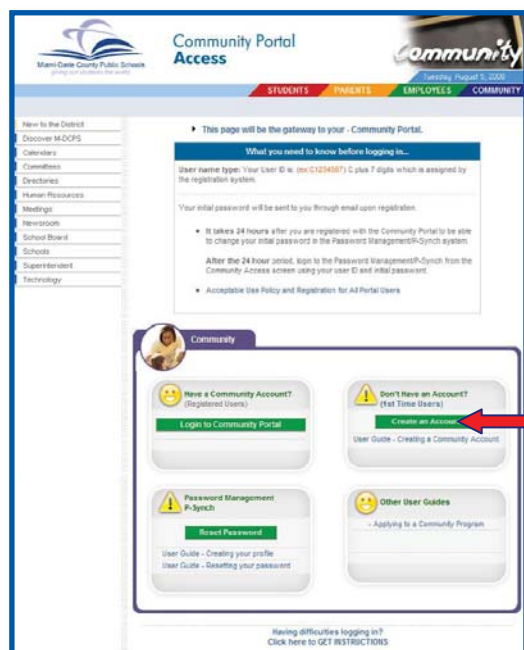 Miami-Dade County Public Schools
giving our students the world
Community Portal
Access
Community
Tuesday, August 5, 2008
STUDENTS
PARENTS
EMPLOYEES
COMMUNITY
New to the District
Discover M-DCPS
Calendars
Committees
Directories
Human Resources
Meetings
Newsroom
School Board
Schools
Superintendent
Technology
This page will be the gateway to your - Community Portal.
What you need to know before logging in...
User name type: Your User ID is: (ex:C1234567) C plus 7 digits which is assigned by
the registration system.
Your initial password will be sent to you through email upon registration.
It takes 24 hours after you are registered with the Community Portal to be able
to change your initial password in the Password Management/P-Synch system.
After the 24 hour period, login to the Password Management/P-Synch from the
Community Access screen using your user ID and initial password.
Acceptable Use Policy and Registration for All Portal Users
Community
Have a Community Account?
(Registered Users)
Login to Community Portal
Don't Have an Account?
(1st Time Users)
Create an Account
User Guide - Creating a Community Account
Password Management
P-Synch
Reset Password
User Guide - Creating your profile
User Guide - Resetting your password
Other User Guides
- Applying to a Community Program
Having difficulties logging in?
Click here to GET INSTRUCTIONS